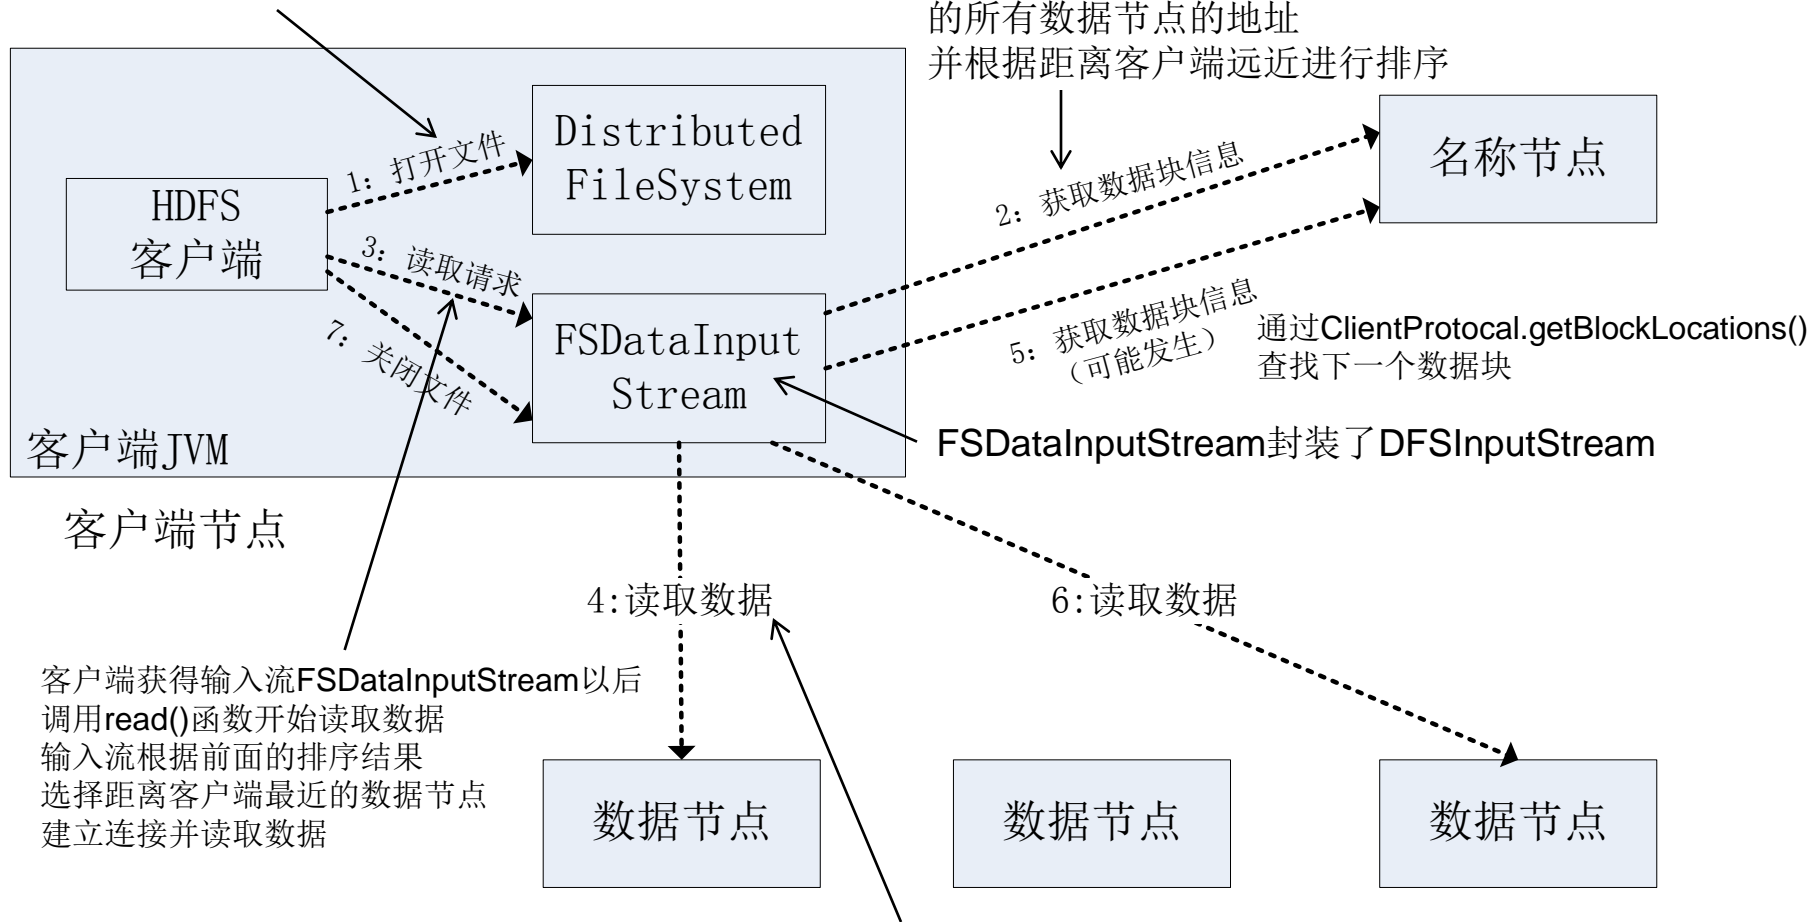 的所有数据节点的地址
并根据距离客户端远近进行排序
Distributed
FileSystem
名称节点
1: 打开文件
2: 获取数据块信息
HDFS
客户端
3: 读取请求
FSDataInput
Stream
5: 获取数据块信息
（可能发生）
通过ClientProtocal.getBlockLocations()
查找下一个数据块
7: 关闭文件
客户端JVM
FSDataInputStream封装了DFSInputStream
客户端节点
4:读取数据
6:读取数据
客户端获得输入流FSDataInputStream以后
调用read()函数开始读取数据
输入流根据前面的排序结果
选择距离客户端最近的数据节点
建立连接并读取数据
数据节点
数据节点
数据节点